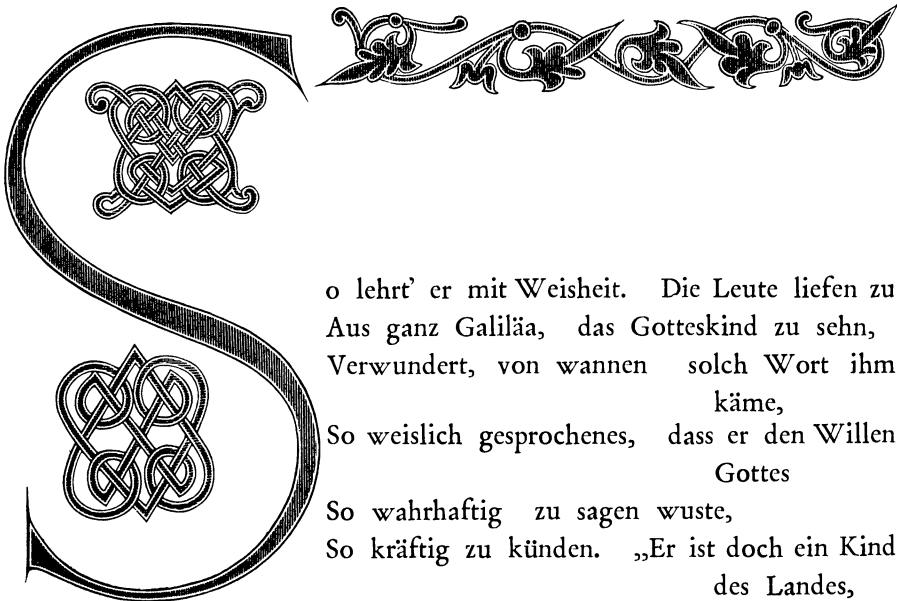 So lehrt' er mit Weisheit. Die Leute liefen zu
Aus ganz Galiläa, das Gotteskind zu sehn,
Verwundert, von wannen solch Wort ihm
käme,
So weislich gesprochenes, dass er den Willen
Gottes
So wahrhaftig zu sagen wuste,
So kräftig zu künden. „Er ist doch ein Kind
des Landes,